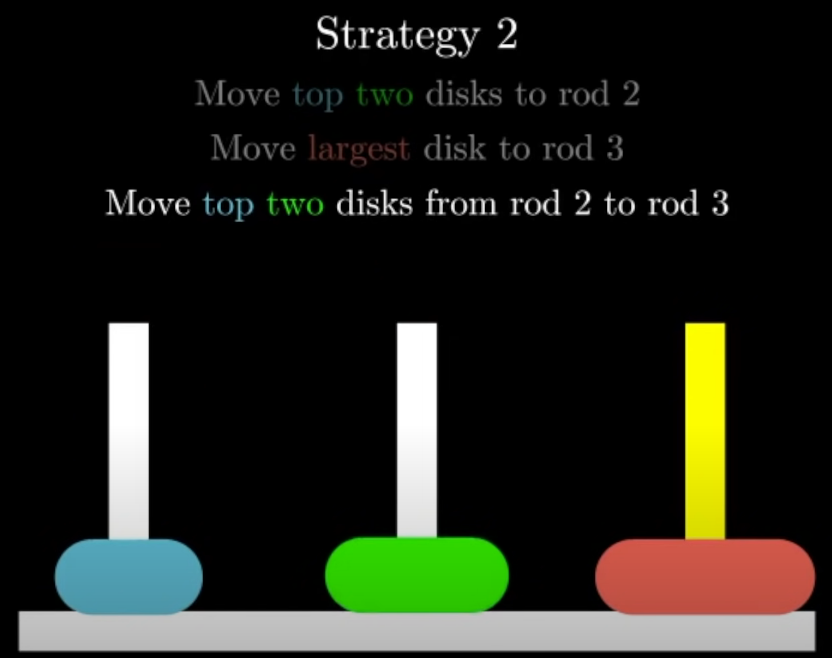 Strategy 2
Move top two disks to rod 2
Move largest disk to rod 3
Move top two disks from rod 2 to rod 3